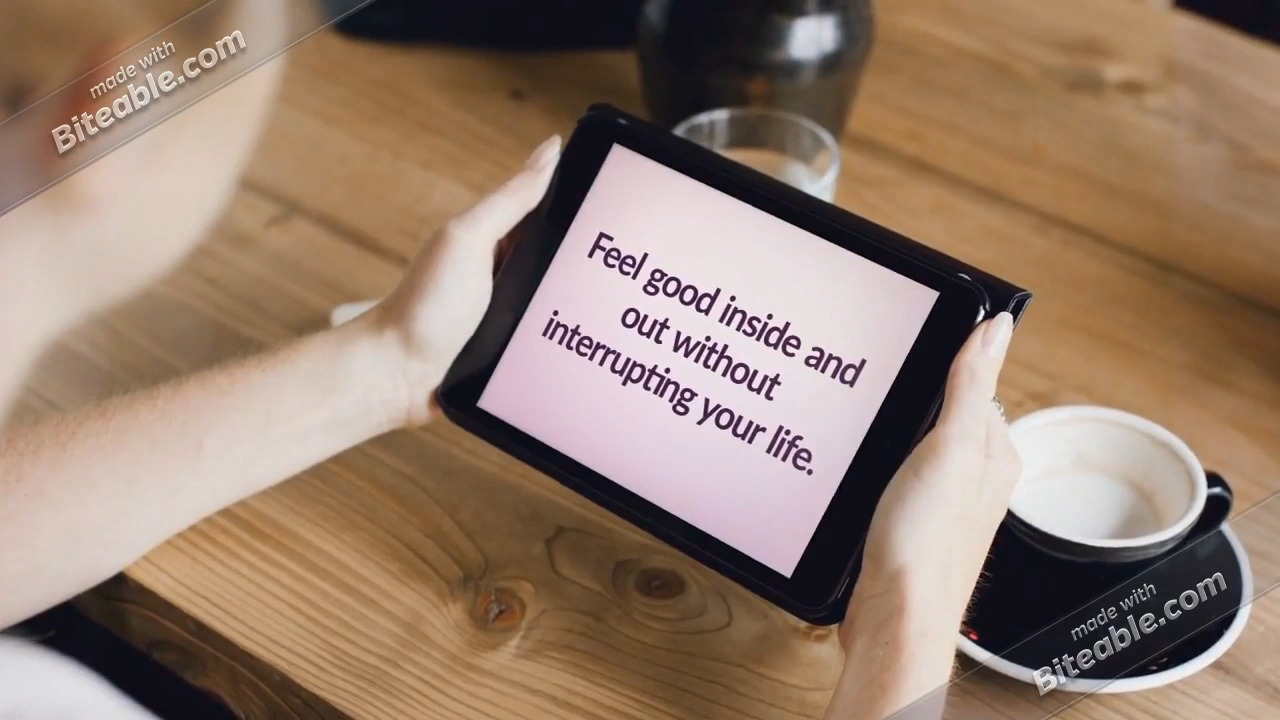 made with
Biteable.com
Feel good inside and
out without
interrupting your life.
made with
Biteable.com